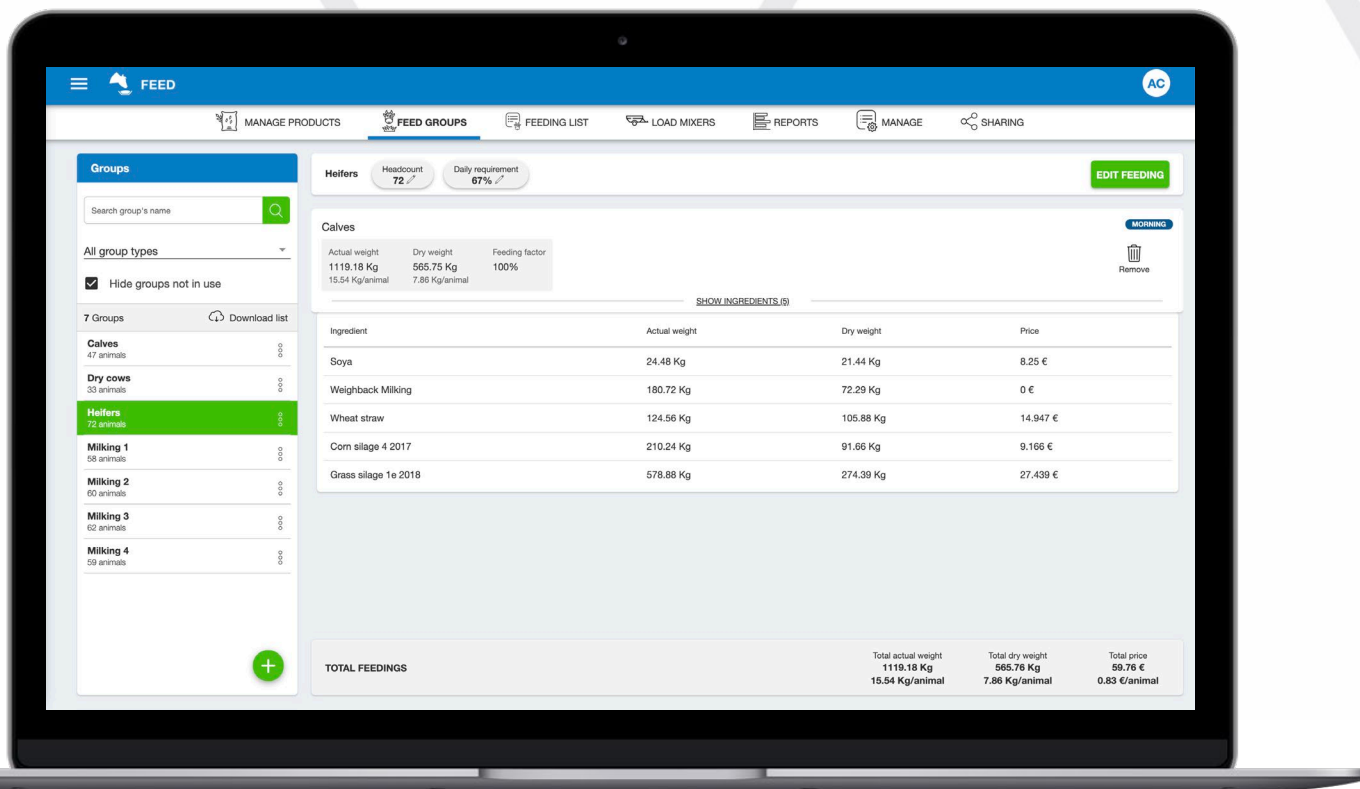 FEED
AC
MANAGE PRODUCTS
FEED GROUPS
FEEDING LIST
LOAD MIXERS
REPORTS
MANAGE
SHARING
Groups
Search group's name
All group types
Hide groups not in use
7 Groups
Download list
Calves
47 animals
Dry cows
33 animals
Heifers
72 animals
Milking 1
58 animals
Milking 2
60 animals
Milking 3
62 animals
Milking 4
59 animals
Heifers
Headcount
72
Daily requirement
67%
EDIT FEEDING
Calves
MORNING
Actual weight Dry weight Feeding factor
1119.18 Kg 565.75 Kg 100%
15.54 Kg/animal 7.86 Kg/animal
Remove
SHOW INGREDIENTS (5)
Ingredient Actual weight Dry weight Price
Soya 24.48 Kg 21.44 Kg 8.25 €
Weighback Milking 180.72 Kg 72.29 Kg 0 €
Wheat straw 124.56 Kg 105.88 Kg 14.947 €
Corn silage 4 2017 210.24 Kg 91.66 Kg 9.166 €
Grass silage 1e 2018 578.88 Kg 274.39 Kg 27.439 €
TOTAL FEEDINGS
Total actual weight Total dry weight Total price
1119.18 Kg 565.76 Kg 59.76 €
15.54 Kg/animal 7.86 Kg/animal 0.83 €/animal